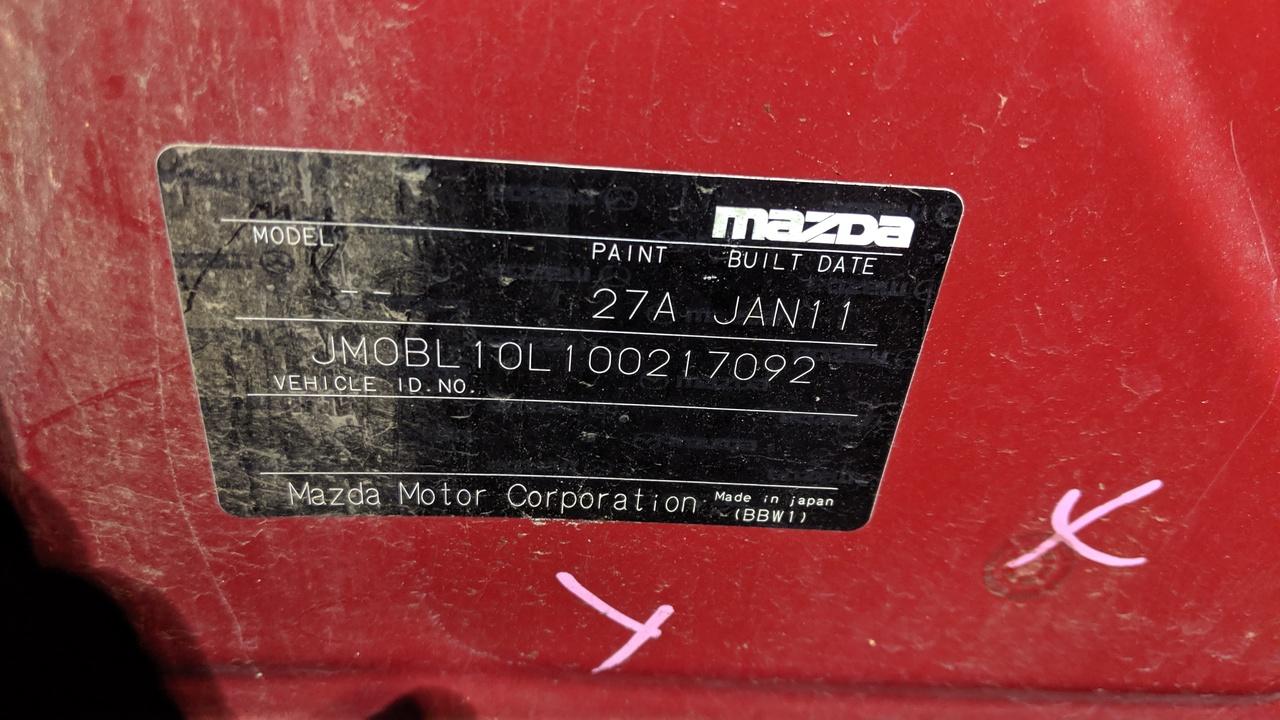 mazda
MODEL PAINT BUILT DATE
-- 27A JAN11
JM0BL10L100217092
VEHICLE ID.NO.
Mazda Motor Corporation Made in japan
(BBW1)